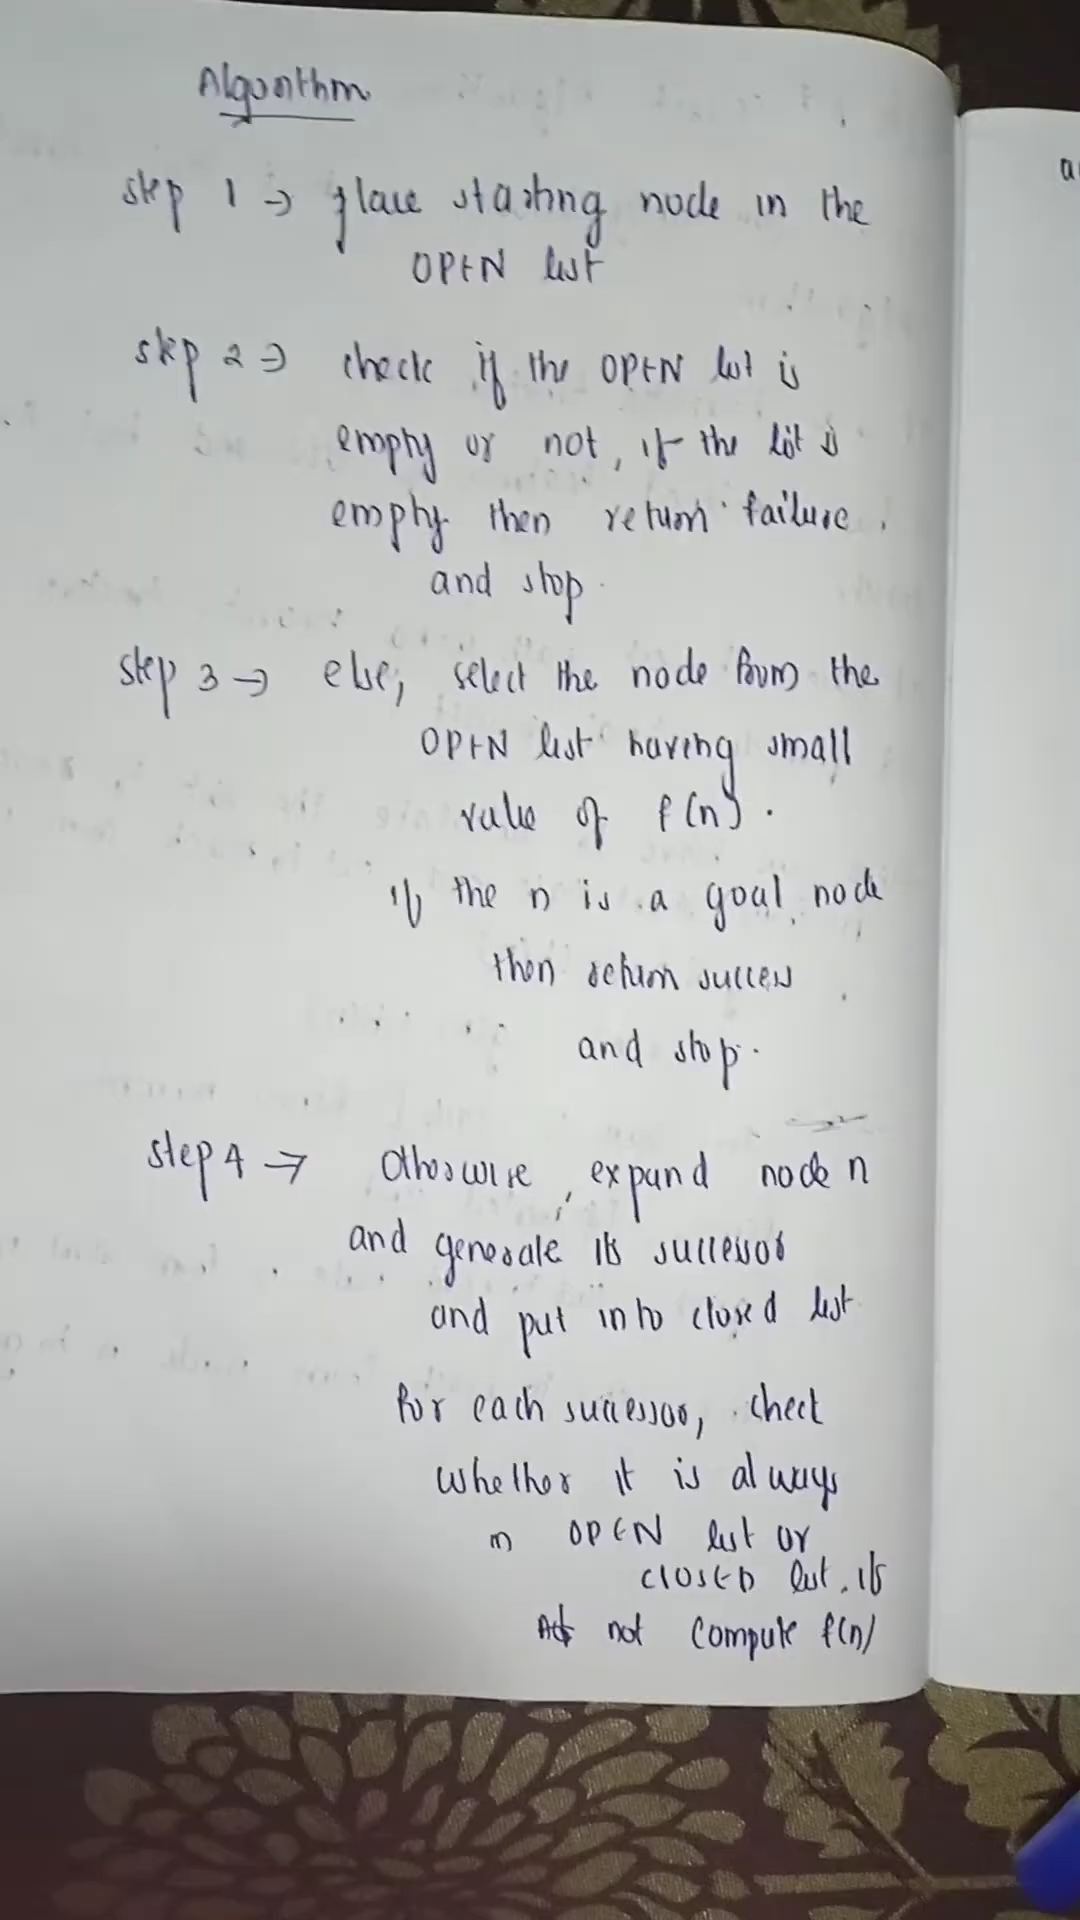 Algorithm
step 1 → place starting node in the
OPEN list
step 2 → check if the OPEN list is
empty or not, if the list is
empty then return failure.
and stop.
step 3 → else, select the node from the
OPEN list having small
value of f(n).
if the n is a goal node
then return success
and stop.
step 4 → Otherwise, expand node n
and generate its successor
and put into closed list
For each successor, check
whether it is always
in OPEN list or
CLOSED list. if
not compute f(n)